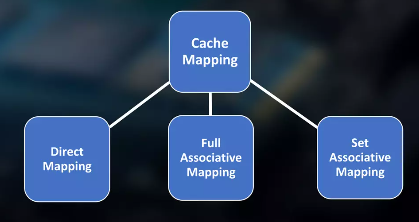 Cache
Mapping
Direct
Mapping
Full
Associative
Mapping
Set
Associative
Mapping